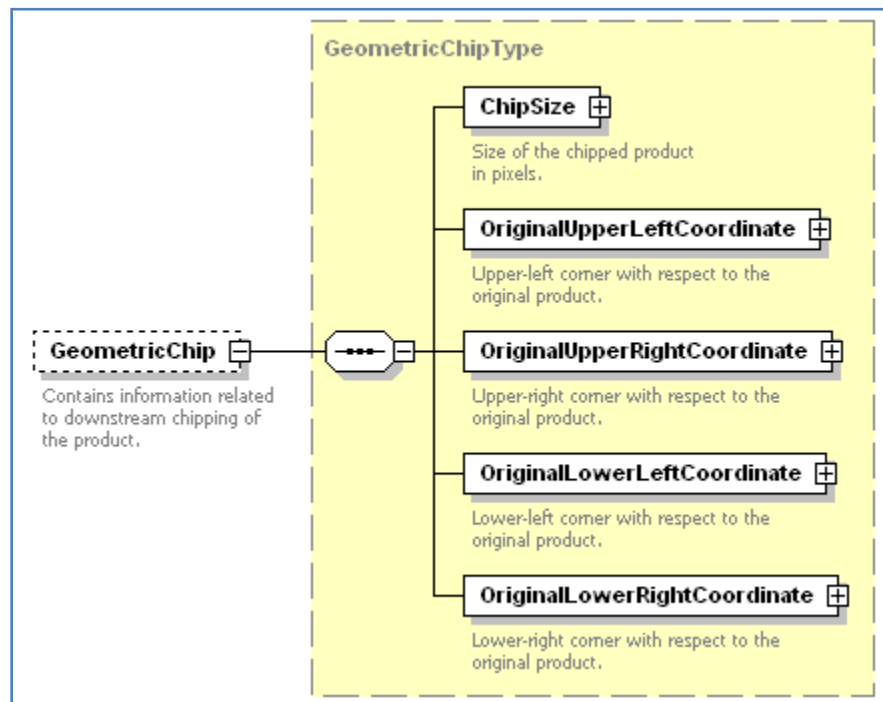 GeometricChipType
ChipSize
Size of the chipped product
in pixels.
OriginalUpperLeftCoordinate
Upper-left corner with respect to the
original product.
GeometricChip
Contains information related
to downstream chipping of
the product.
OriginalUpperRightCoordinate
Upper-right corner with respect to the
original product.
OriginalLowerLeftCoordinate
Lower-left corner with respect to the
original product.
OriginalLowerRightCoordinate
Lower-right corner with respect to the
original product.